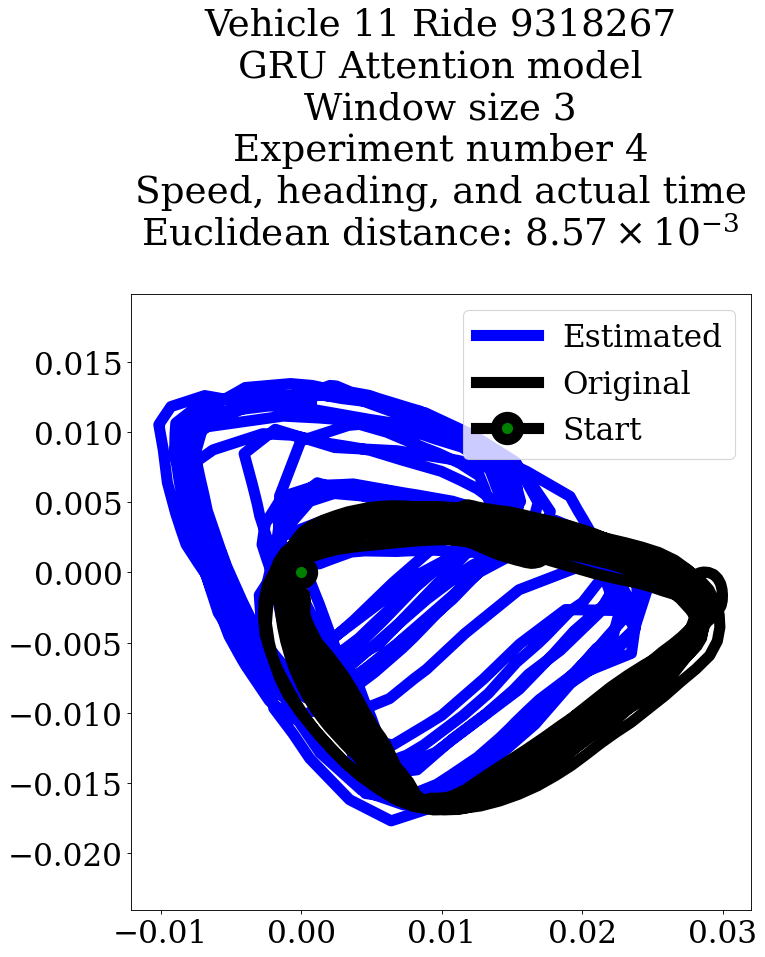 Vehicle 11 Ride 9318267
GRU Attention model
Window size 3
Experiment number 4
Speed, heading, and actual time
Euclidean distance: 8.57 × 10⁻³
Estimated
Original
Start
0.015
0.010
0.005
0.000
−0.005
−0.010
−0.015
−0.020
−0.01
0.00
0.01
0.02
0.03